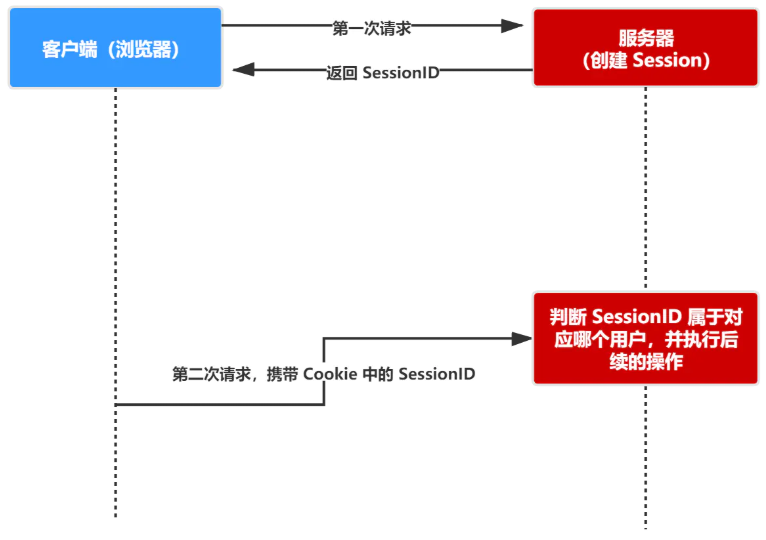 客户端（浏览器）
第一次请求
返回 SessionID
服务器
（创建 Session）
第二次请求，携带 Cookie 中的 SessionID
判断 SessionID 属于对
应哪个用户，并执行后
续的操作